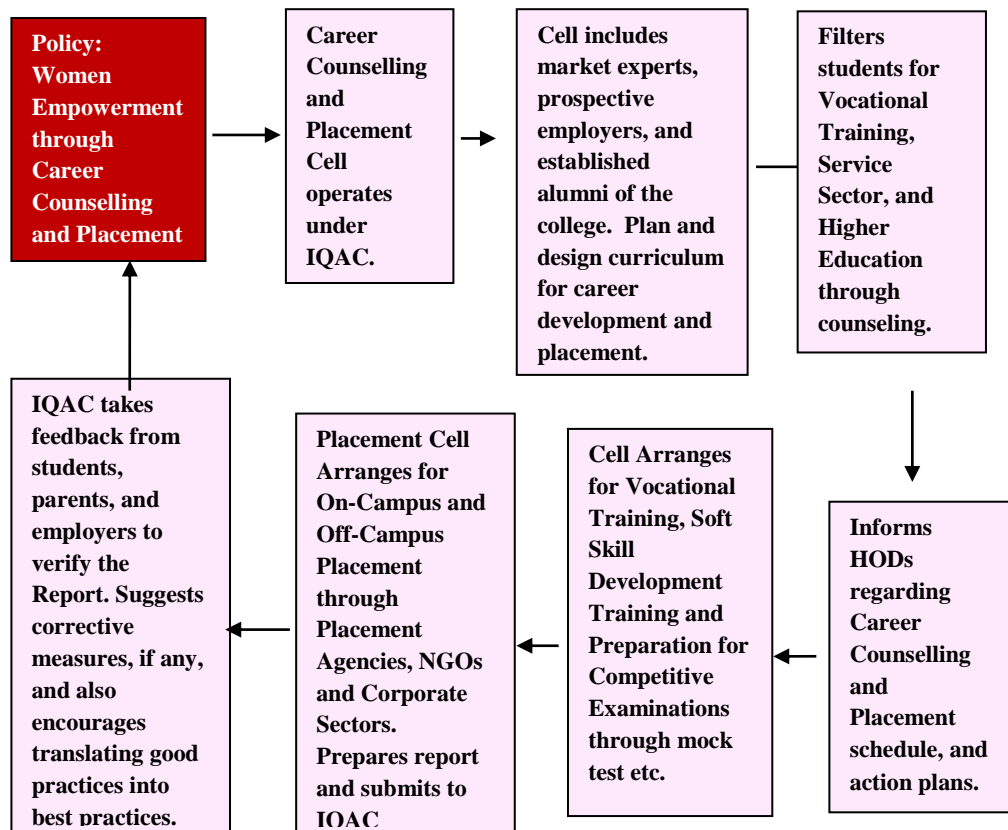 Policy:
Women
Empowerment
through
Career
Counselling
and Placement
Career
Counselling
and
Placement
Cell
operates
under
IQAC.
Cell includes
market experts,
prospective
employers, and
established
alumni of the
college.  Plan and
design curriculum
for career
development and
placement.
Filters
students for
Vocational
Training,
Service
Sector, and
Higher
Education
through
counseling.
Informs
HODs
regarding
Career
Counselling
and
Placement
schedule, and
action plans.
Cell Arranges
for Vocational
Training, Soft
Skill
Development
Training and
Preparation for
Competitive
Examinations
through mock
test etc.
Placement Cell
Arranges for
On-Campus and
Off-Campus
Placement
through
Placement
Agencies, NGOs
and Corporate
Sectors.
Prepares report
and submits to
IQAC
IQAC takes
feedback from
students,
parents, and
employers to
verify the
Report. Suggests
corrective
measures, if any,
and also
encourages
translating good
practices into
best practices.